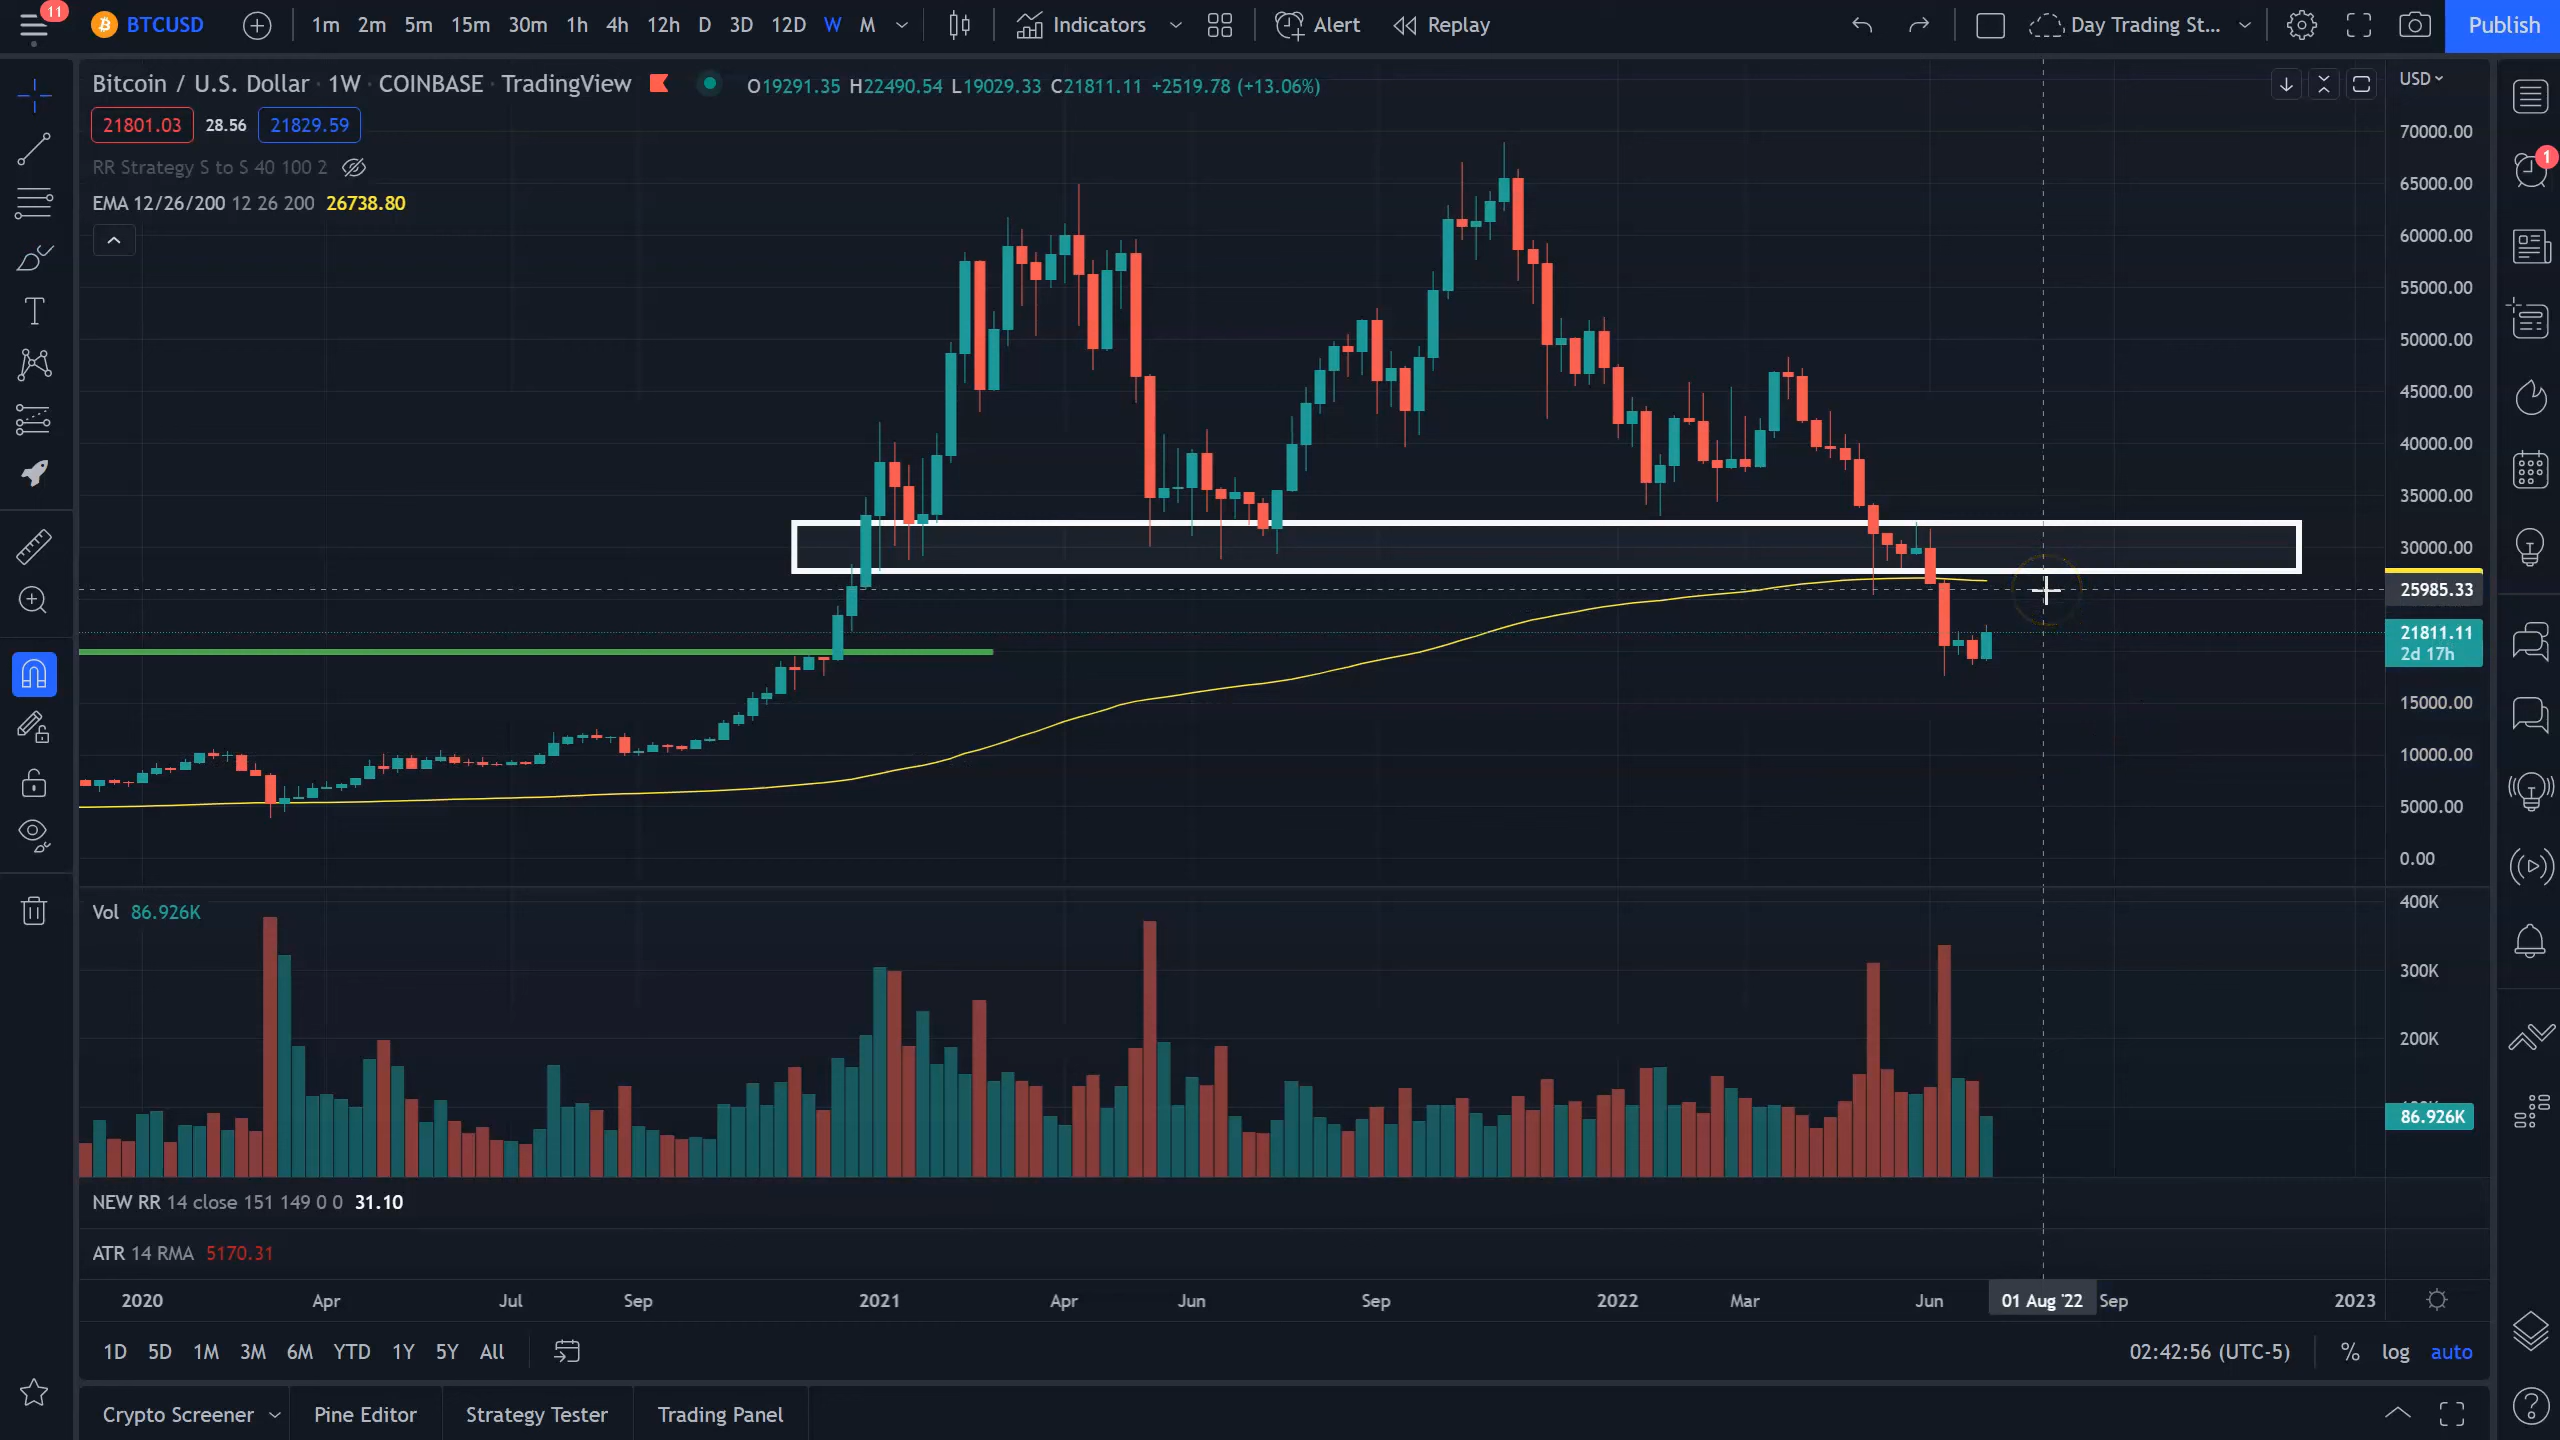 11 BTCUSD 1m 2m 5m 15m 30m 1h 4h 12h D 3D 12D W M Indicators Alert Replay Day Trading St... Publish
Bitcoin / U.S. Dollar · 1W · COINBASE · TradingView O19291.35 H22490.54 L19029.33 C21811.11 +2519.78 (+13.06%) USD
21801.03 28.56 21829.59
RR Strategy S to S 40 100 2
EMA 12/26/200 12 26 200 26738.80
70000.00
1
65000.00
60000.00
55000.00
50000.00
45000.00
40000.00
35000.00
30000.00
25985.33
21811.11
2d 17h
15000.00
10000.00
5000.00
0.00
Vol 86.926K
400K
300K
200K
86.926K
NEW RR 14 close 151 149 0 0 31.10
ATR 14 RMA 5170.31
2020 Apr Jul Sep 2021 Apr Jun Sep 2022 Mar Jun 01 Aug '22 Sep 2023
1D 5D 1M 3M 6M YTD 1Y 5Y All 02:42:56 (UTC-5) % log auto
Crypto Screener Pine Editor Strategy Tester Trading Panel